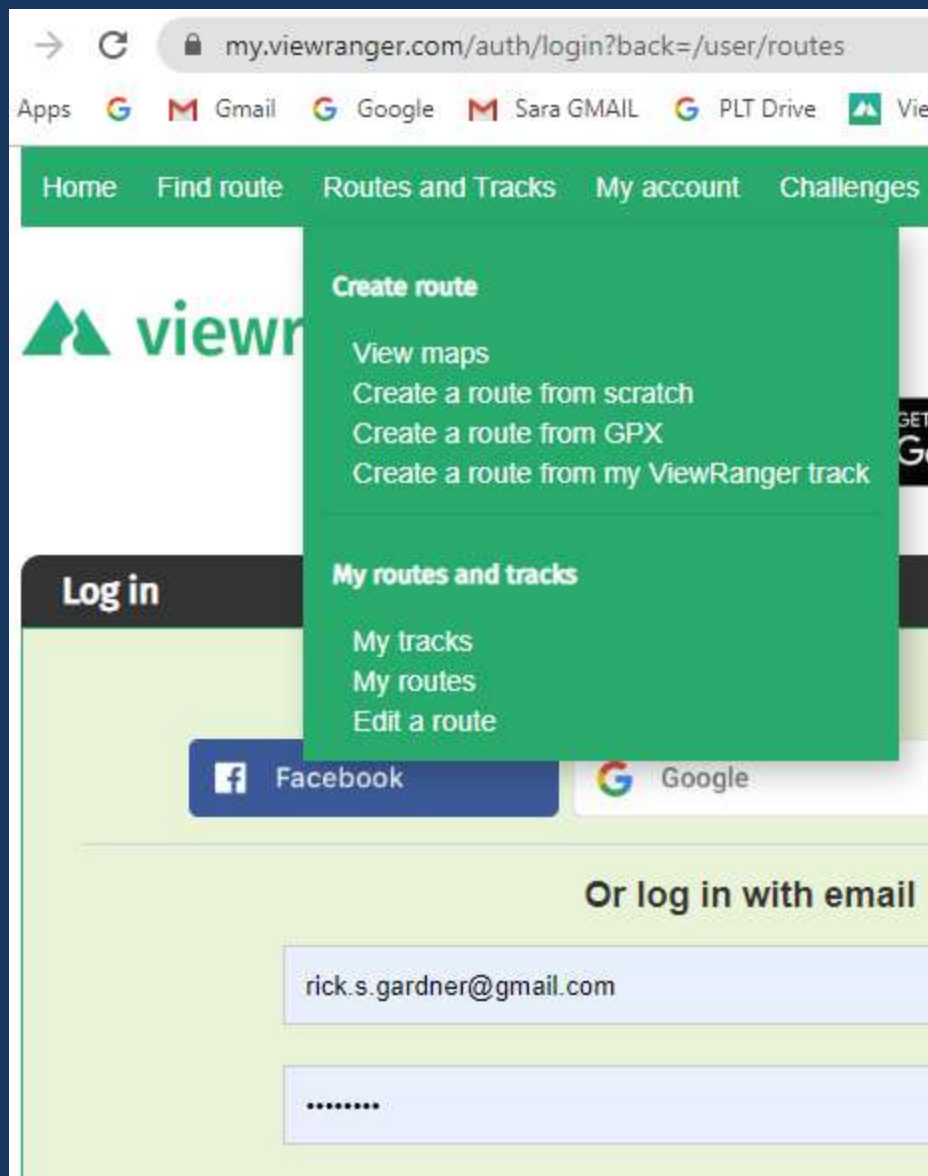 my.viewranger.com/auth/login?back=/user/routes
Apps Gmail Google Sara GMAIL PLT Drive
Home Find route Routes and Tracks My account Challenges
Create route
View maps
Create a route from scratch
Create a route from GPX
Create a route from my ViewRanger track
My routes and tracks
My tracks
My routes
Edit a route
viewr
GET
Log in
Facebook Google
Or log in with email
rick.s.gardner@gmail.com
••••••••